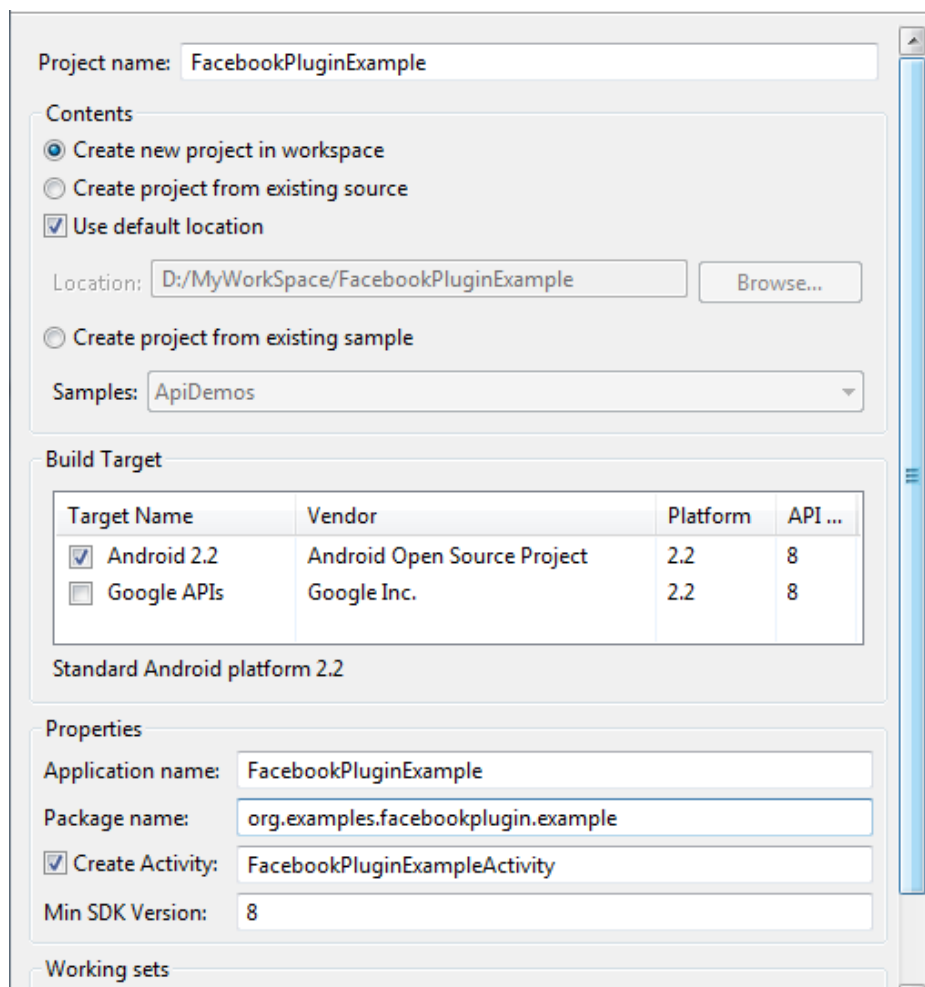 Project name: FacebookPluginExample
Contents
Create new project in workspace
Create project from existing source
Use default location
Location: D:/MyWorkSpace/FacebookPluginExample Browse...
Create project from existing sample
Samples: ApiDemos
Build Target
Target Name Vendor Platform API ...
Android 2.2 Android Open Source Project 2.2 8
Google APIs Google Inc. 2.2 8
Standard Android platform 2.2
Properties
Application name: FacebookPluginExample
Package name: org.examples.facebookplugin.example
Create Activity: FacebookPluginExampleActivity
Min SDK Version: 8
Working sets